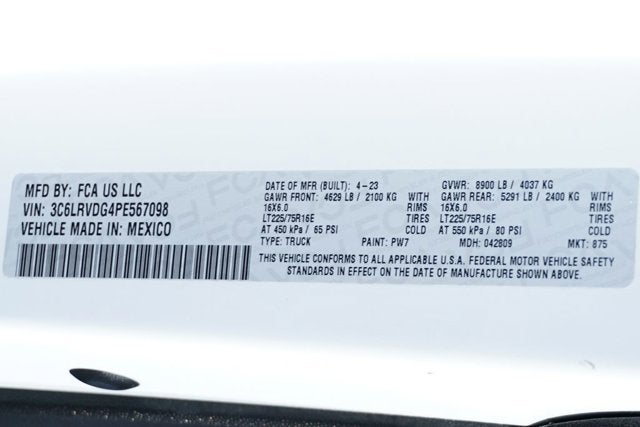 MFD BY: FCA US LLC
VIN: 3C6LRVDG4PE567098
VEHICLE MADE IN: MEXICO
DATE OF MFR (BUILT): 4-23 GVWR: 8900 LB / 4037 KG
GAWR FRONT: 4629 LB / 2100 KG WITH GAWR REAR: 5291 LB / 2400 KG WITH
16X6.0 RIMS 16X6.0 RIMS
LT225/75R16E TIRES LT225/75R16E TIRES
AT 450 kPa / 65 PSI COLD AT 550 kPa / 80 PSI COLD
TYPE: TRUCK PAINT: PW7 MDH: 042809 MKT: 875
THIS VEHICLE CONFORMS TO ALL APPLICABLE U.S.A. FEDERAL MOTOR VEHICLE SAFETY
STANDARDS IN EFFECT ON THE DATE OF MANUFACTURE SHOWN ABOVE.